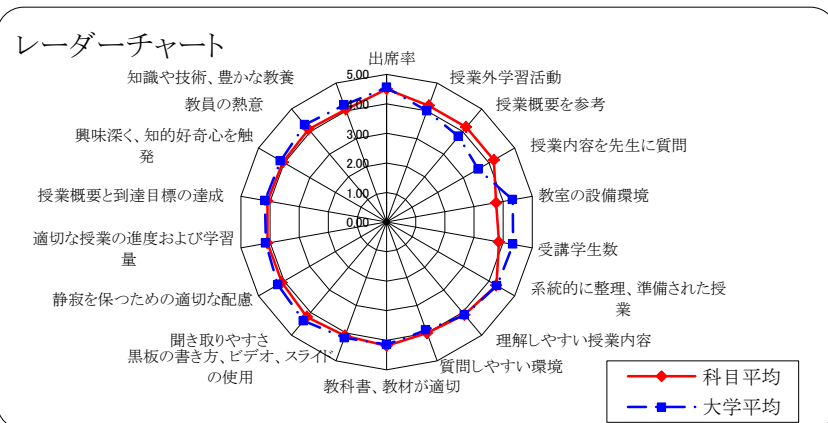 レーダーチャート
出席率
授業外学習活動
授業概要を参考
授業内容を先生に質問
教室の設備環境
受講学生数
系統的に整理、準備された授
業
理解しやすい授業内容
質問しやすい環境
教科書、教材が適切
黒板の書き方、ビデオ、スライド
の使用
聞き取りやすさ
静寂を保つための適切な配慮
適切な授業の進度および学習
量
授業概要と到達目標の達成
興味深く、知的好奇心を触
発
教員の熱意
知識や技術、豊かな教養
5.00
4.00
3.00
2.00
1.00
0.00
科目平均
大学平均